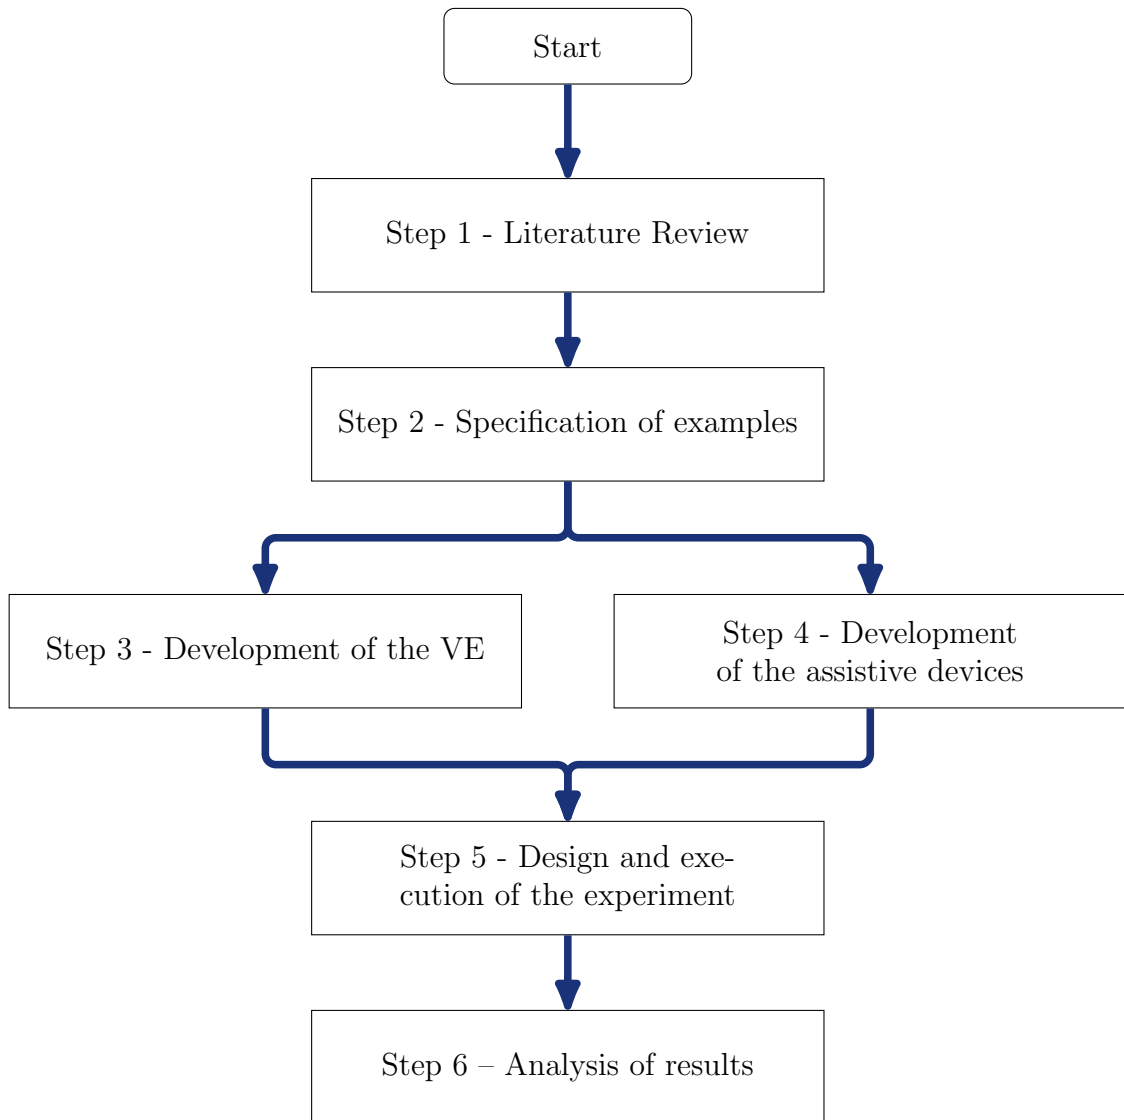 Start
Step 1 - Literature Review
Step 2 - Specification of examples
Step 3 - Development of the VE
Step 4 - Development
of the assistive devices
Step 5 - Design and exe-
cution of the experiment
Step 6 – Analysis of results